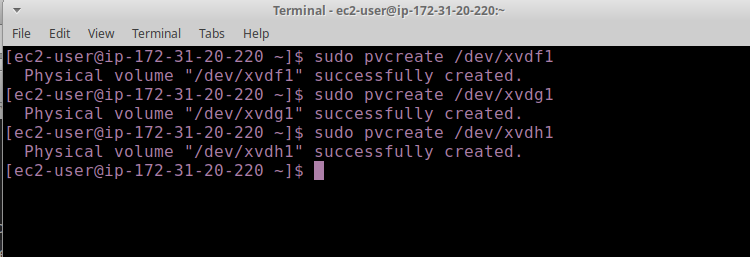 Terminal - ec2-user@ip-172-31-20-220:~
File Edit View Terminal Tabs Help
[ec2-user@ip-172-31-20-220 ~]$ sudo pvcreate /dev/xvdf1
  Physical volume "/dev/xvdf1" successfully created.
[ec2-user@ip-172-31-20-220 ~]$ sudo pvcreate /dev/xvdg1
  Physical volume "/dev/xvdg1" successfully created.
[ec2-user@ip-172-31-20-220 ~]$ sudo pvcreate /dev/xvdh1
  Physical volume "/dev/xvdh1" successfully created.
[ec2-user@ip-172-31-20-220 ~]$